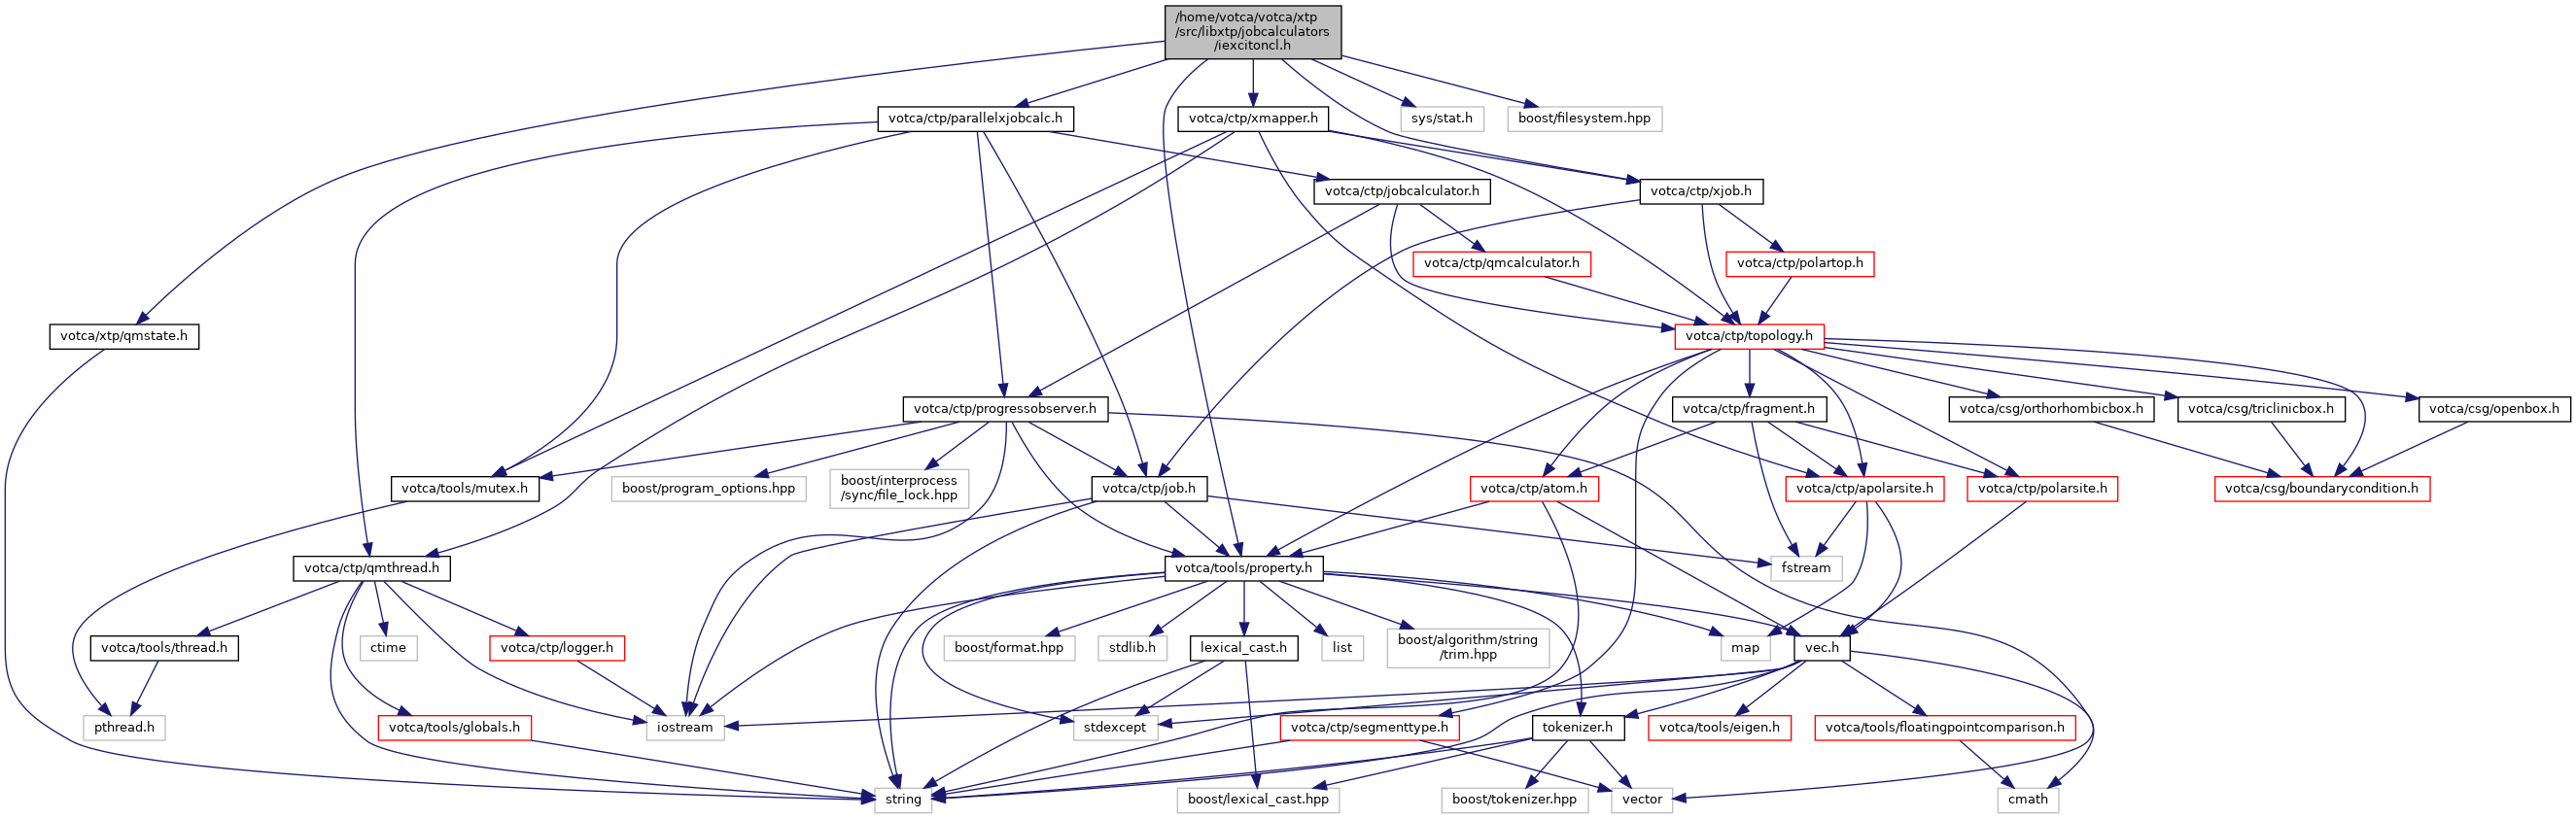 /home/votca/votca/xtp
/src/libxtp/jobcalculators
/iexcitoncl.h
votca/ctp/parallelxjobcalc.h
votca/ctp/xmapper.h
sys/stat.h
boost/filesystem.hpp
votca/ctp/jobcalculator.h
votca/ctp/xjob.h
votca/ctp/qmcalculator.h
votca/ctp/polartop.h
votca/xtp/qmstate.h
votca/ctp/topology.h
votca/ctp/progressobserver.h
votca/ctp/fragment.h
votca/csg/orthorhombicbox.h
votca/csg/triclinicbox.h
votca/csg/openbox.h
votca/tools/mutex.h
boost/program_options.hpp
boost/interprocess
/sync/file_lock.hpp
votca/ctp/job.h
votca/ctp/atom.h
votca/ctp/apolarsite.h
votca/ctp/polarsite.h
votca/csg/boundarycondition.h
votca/ctp/qmthread.h
votca/tools/property.h
fstream
votca/tools/thread.h
ctime
votca/ctp/logger.h
boost/format.hpp
stdlib.h
lexical_cast.h
list
boost/algorithm/string
/trim.hpp
map
vec.h
pthread.h
votca/tools/globals.h
iostream
stdexcept
votca/ctp/segmenttype.h
tokenizer.h
votca/tools/eigen.h
votca/tools/floatingpointcomparison.h
string
boost/lexical_cast.hpp
boost/tokenizer.hpp
vector
cmath